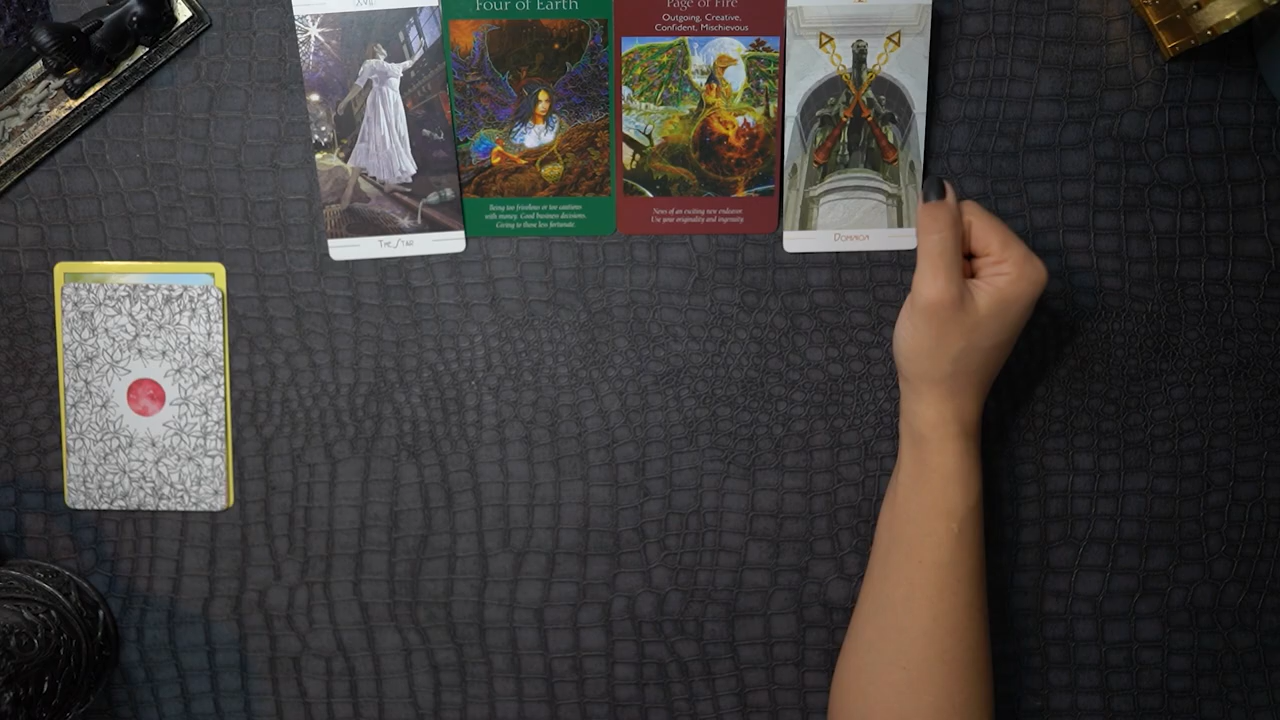 XVII
The Star
Four of Earth
Being too frivolous or too cautious
with money. Good business decisions.
Giving to those less fortunate.
Page of Fire
Outgoing, Creative,
Confident, Mischievous
News of an exciting new endeavor
Use your originality and ingenuity.
Dominion